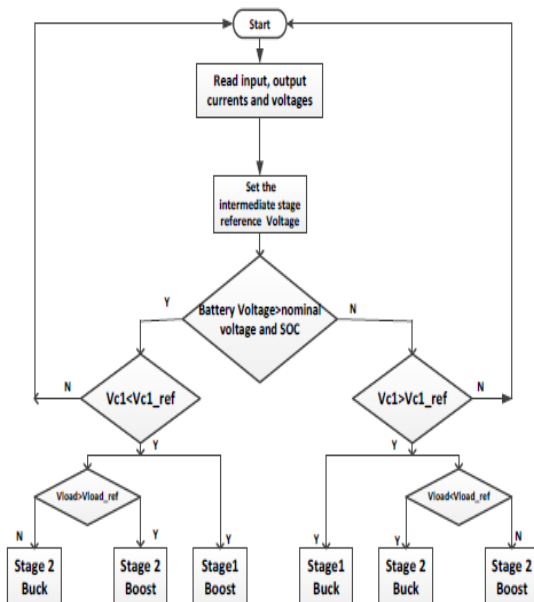 Start
Read input, output
currents and voltages
Set the
intermediate stage
reference Voltage
Y
Battery Voltage>nominal
voltage and SOC
N
N
Vc1<Vc1_ref
Vc1>Vc1_ref
N
Y
Y
Vload>Vload_ref
Vload<Vload_ref
N
Y
Y
Y
Y
N
Stage 2
Buck
Stage 2
Boost
Stage1
Boost
Stage1
Buck
Stage 2
Buck
Stage 2
Boost